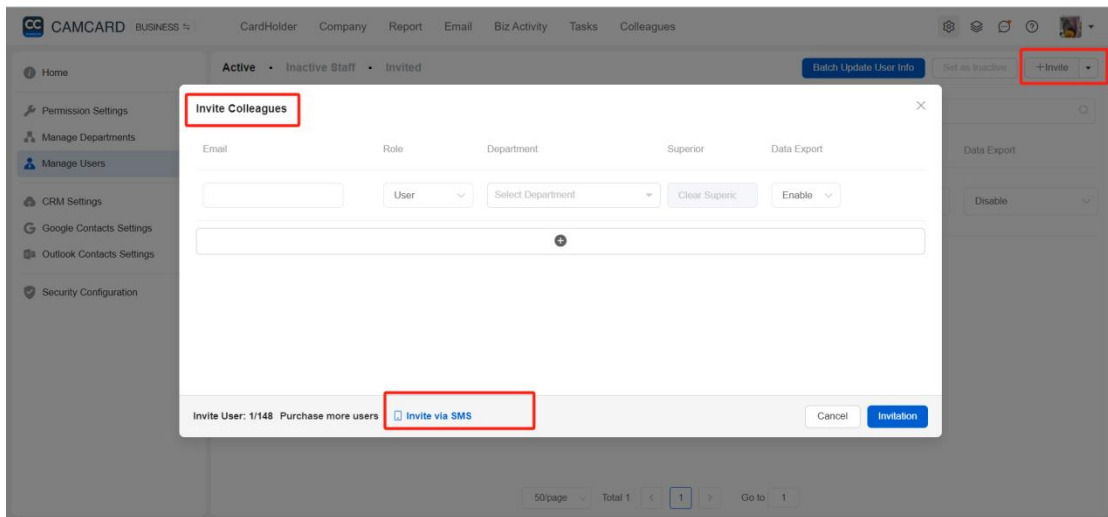 CC CAMCARD BUSINESS CardHolder Company Report Email Biz Activity Tasks Colleagues
Home
Active • Inactive Staff • Invited
Batch Update User Info Set as Inactive +Invite
Permission Settings
Manage Departments
Manage Users
CRM Settings
Google Contacts Settings
Outlook Contacts Settings
Security Configuration
Invite Colleagues
Email Role Department Superior Data Export
User Select Department Clear Superic Enable
Data Export
Disable
Invite User: 1/148 Purchase more users Invite via SMS Cancel Invitation
50/page Total 1 < 1 > Go to 1